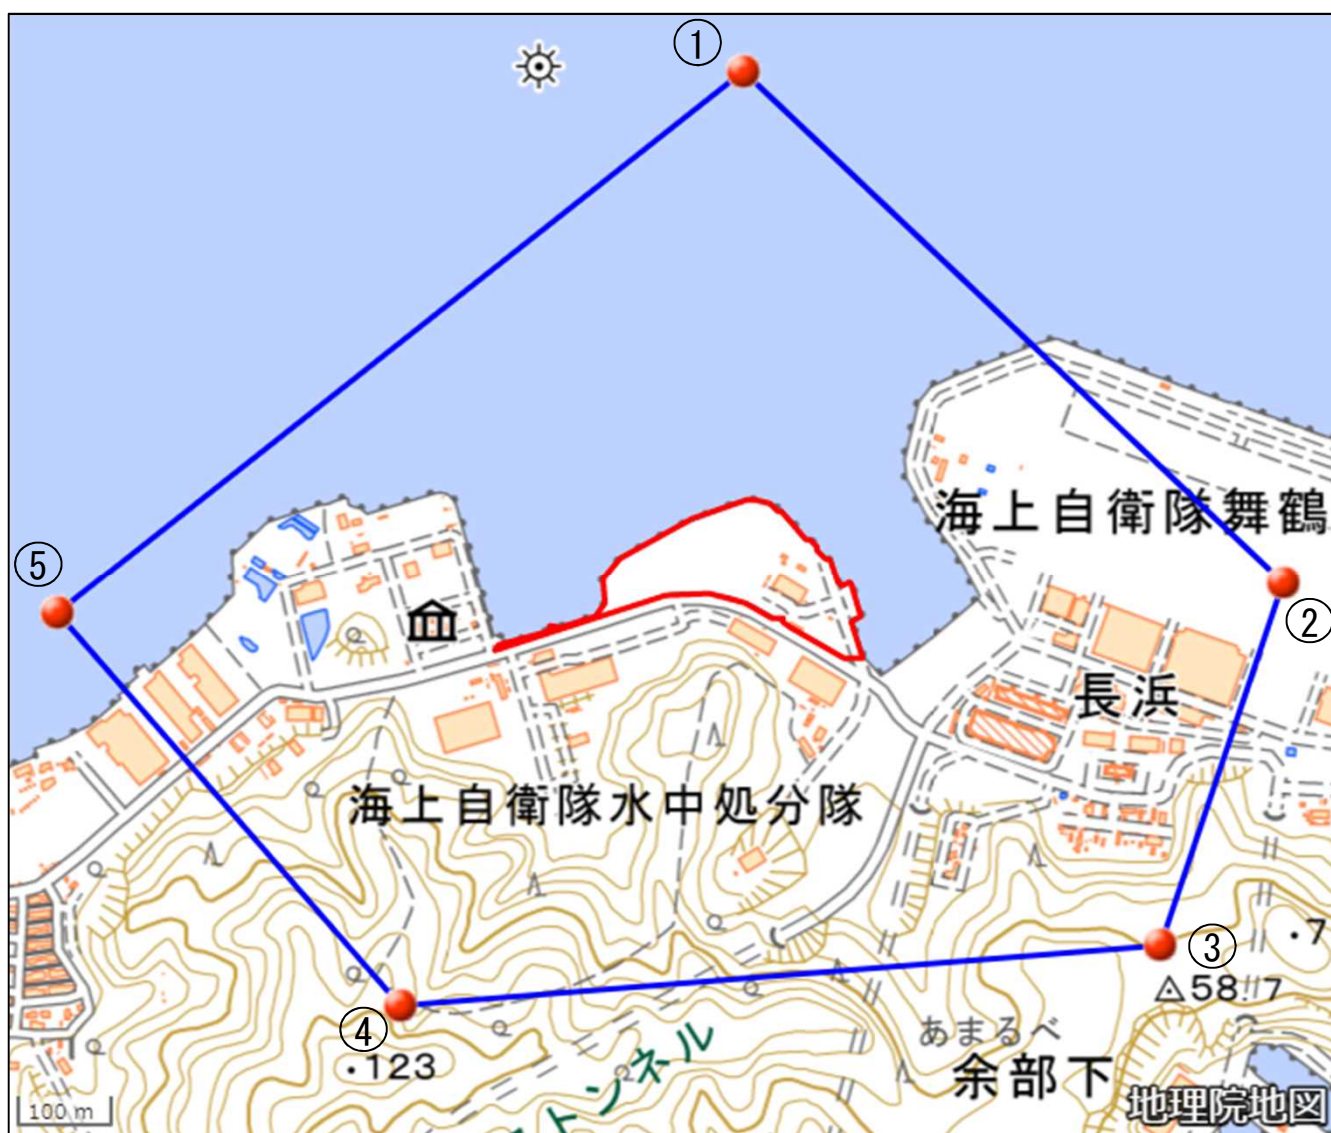 ①
海上自衛隊舞鶴
⑤
②
長浜
海上自衛隊水中処分隊
③
・7
58.7
④
あまるべ
・123
余部下
トンネル
100 m
地理院地図